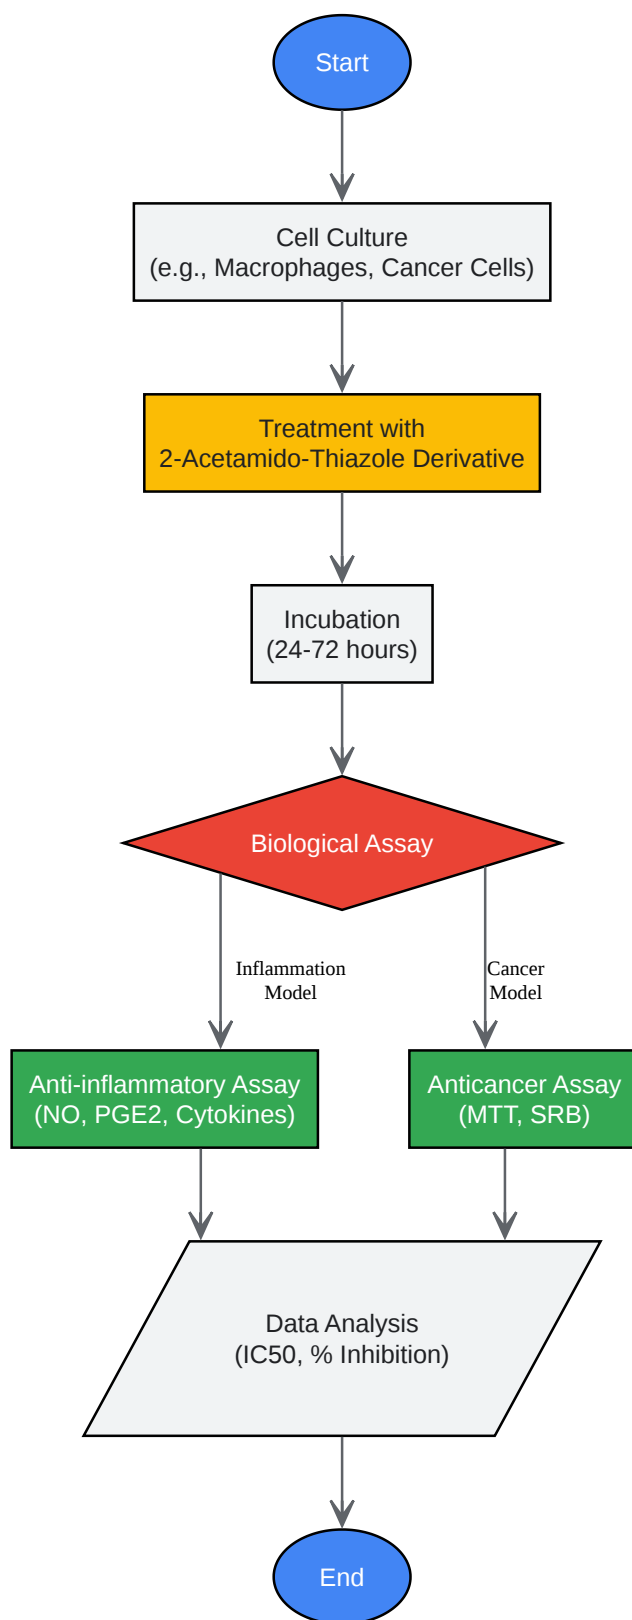 Start
Cell Culture
(e.g., Macrophages, Cancer Cells)
Treatment with
2-Acetamido-Thiazole Derivative
Incubation
(24-72 hours)
Biological Assay
Inflammation
Model
Cancer
Model
Anti-inflammatory Assay
(NO, PGE2, Cytokines)
Anticancer Assay
(MTT, SRB)
Data Analysis
(IC50, % Inhibition)
End